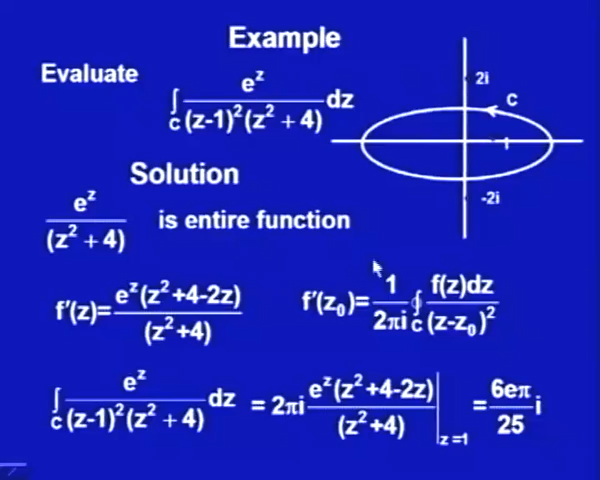 Example
Evaluate
∫_C e^z / ((z-1)^2(z^2 + 4)) dz
2i
C
1
-2i
Solution
e^z / (z^2 + 4) is entire function
f'(z)= e^z(z^2+4-2z) / (z^2+4)
f'(z_0)= 1/(2πi) ∮_C f(z)dz / (z-z_0)^2
∫_C e^z / ((z-1)^2(z^2 + 4)) dz = 2πi e^z(z^2+4-2z) / (z^2+4) |_{z=1} = 6eπ/25 i